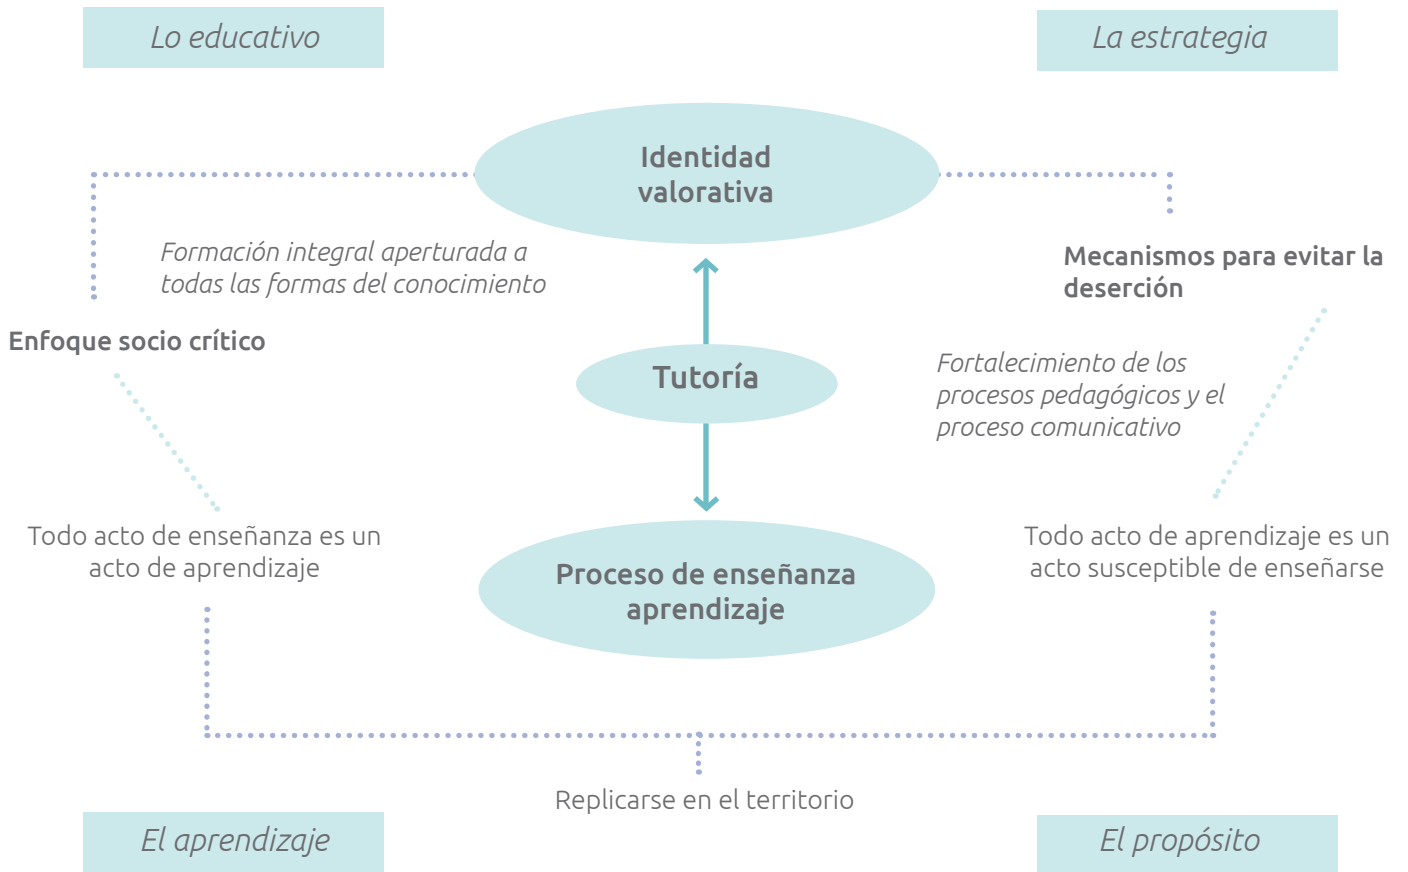 Lo educativo
La estrategia
Identidad
valorativa
Formación integral aperturada a
todas las formas del conocimiento
Mecanismos para evitar la
deserción
Enfoque socio crítico
Tutoría
Fortalecimiento de los
procesos pedagógicos y el
proceso comunicativo
Todo acto de enseñanza es un
acto de aprendizaje
Proceso de enseñanza
aprendizaje
Todo acto de aprendizaje es un
acto susceptible de enseñarse
Replicarse en el territorio
El aprendizaje
El propósito